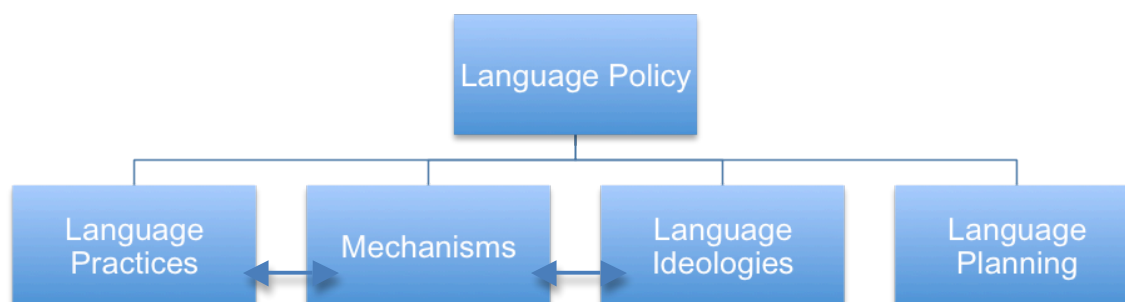 Language Policy
Language
Practices
Mechanisms
Language
Ideologies
Language
Planning